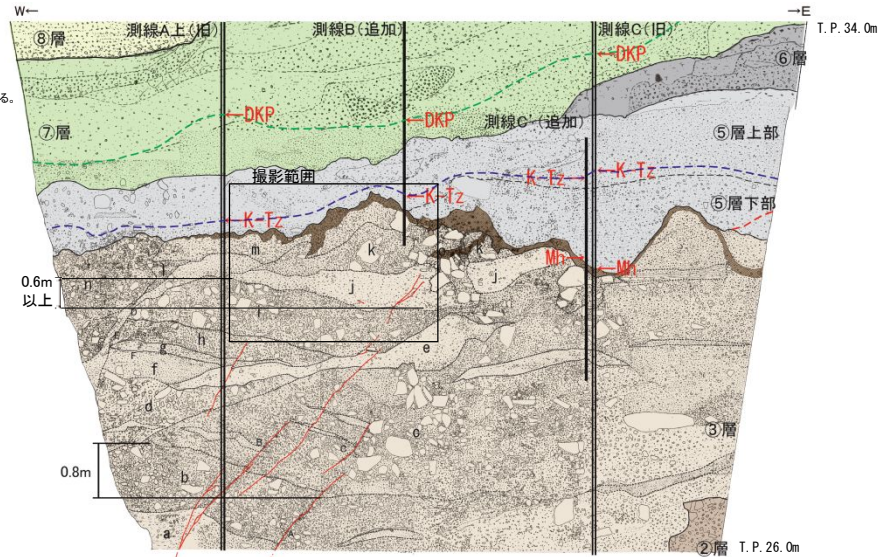 W←
→E
測線A上(旧)
測線B(追加)
測線C(旧)
T.P.34.0m
⑧層
←DKP
⑥層
る。
←DKP
←DKP
測線C'(追加)
⑦層
⑤層上部
撮影範囲
K-Tz→
←K-Tz
←K-Tz
⑤層下部
←K-Tz
m
k
Mh→
←Mh
l
n
j
j
0.6m
以上
i
D
E
h
g
e
F
f
d
o
③層
B
C
0.8m
b
A
a
②層
T.P.26.0m